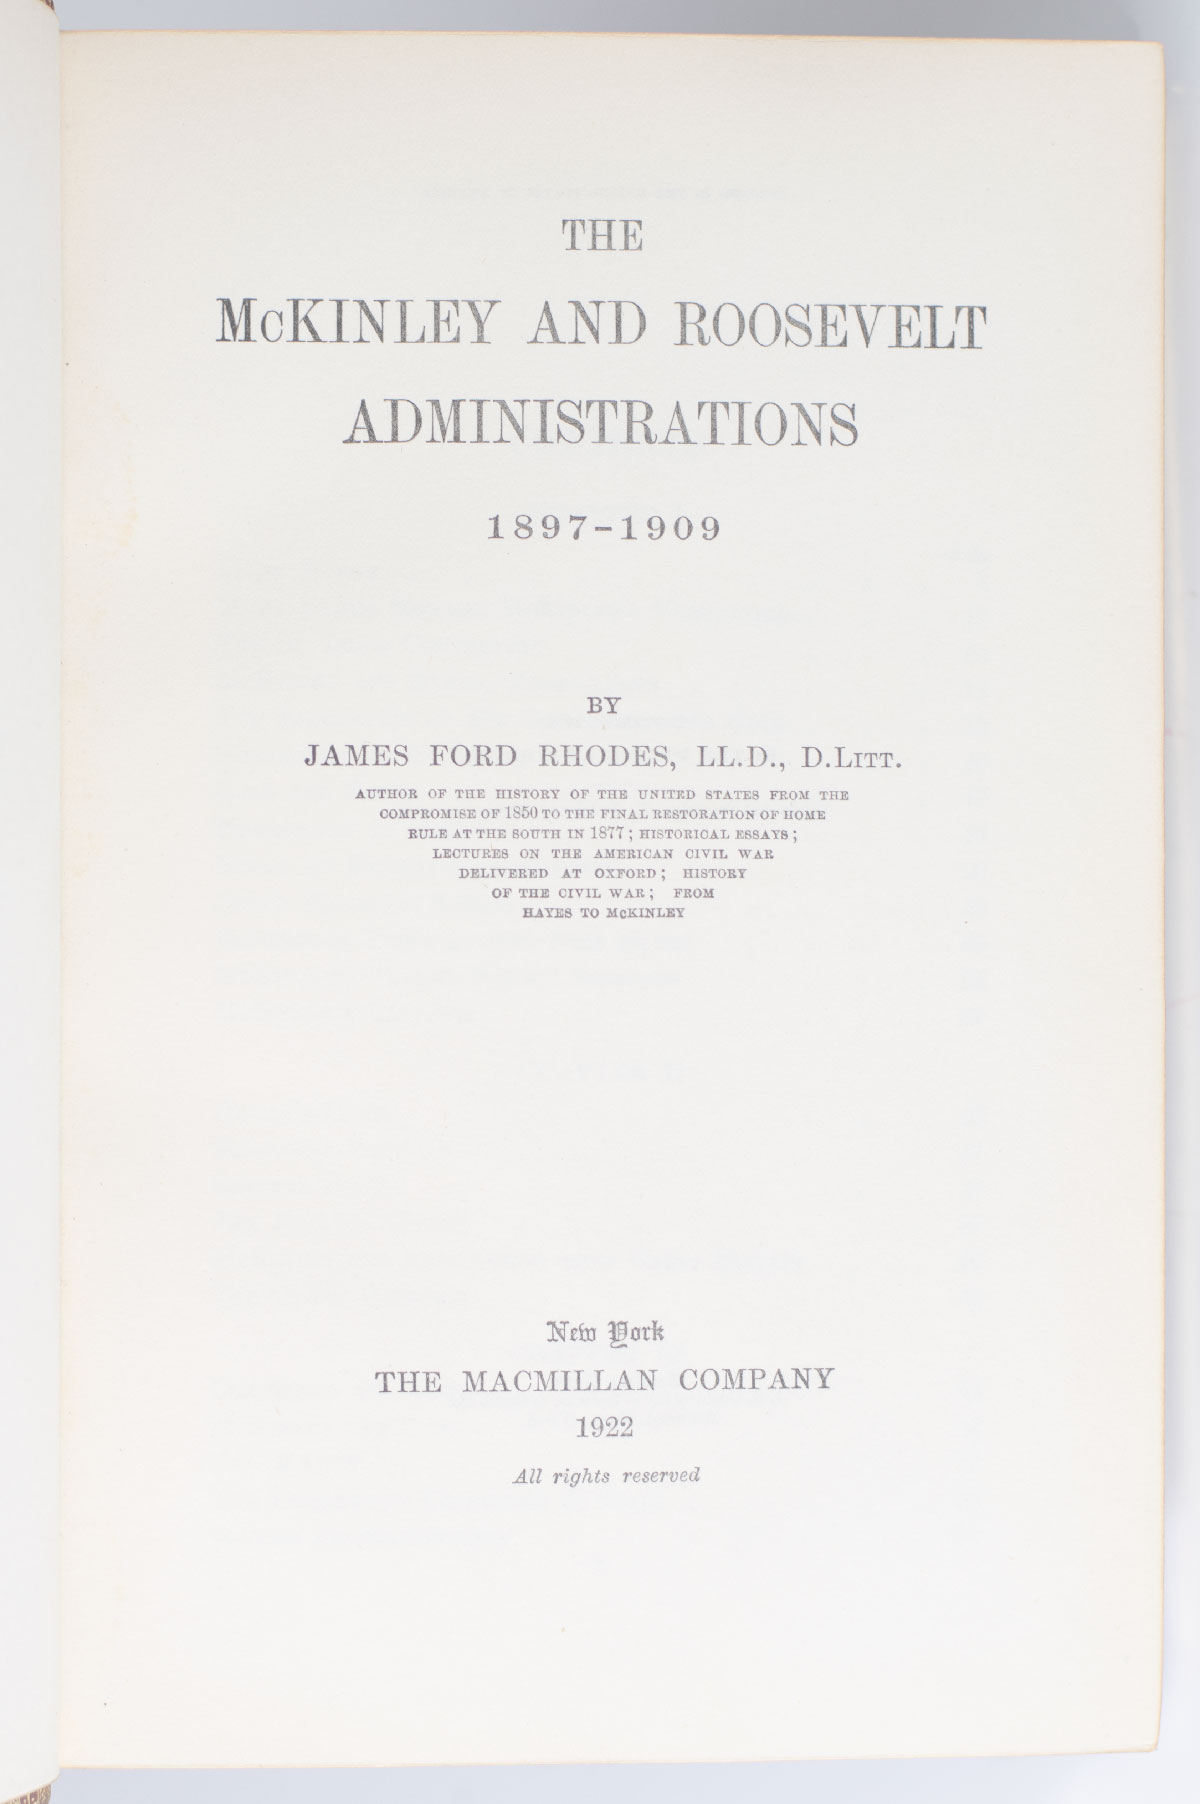 THE
McKINLEY AND ROOSEVELT
ADMINISTRATIONS
1897-1909
BY
JAMES FORD RHODES, LL.D., D.LITT.
AUTHOR OF THE HISTORY OF THE UNITED STATES FROM THE
COMPROMISE OF 1850 TO THE FINAL RESTORATION OF HOME
RULE AT THE SOUTH IN 1877; HISTORICAL ESSAYS;
LECTURES ON THE AMERICAN CIVIL WAR
DELIVERED AT OXFORD; HISTORY
OF THE CIVIL WAR; FROM
HAYES TO McKINLEY
New York
THE MACMILLAN COMPANY
1922
All rights reserved